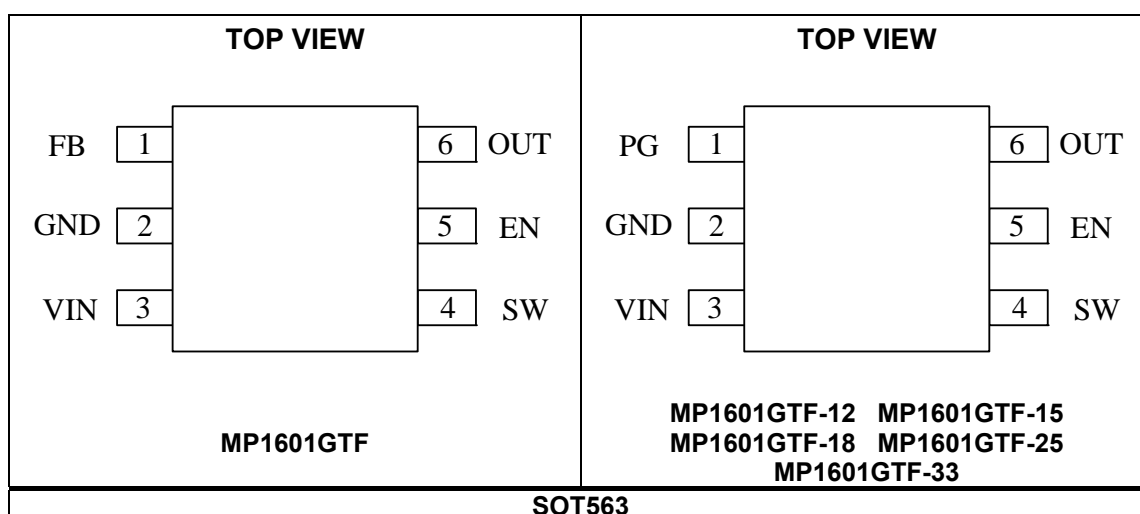 TOP VIEW
FB 1 6 OUT
GND 2 5 EN
VIN 3 4 SW
MP1601GTF
TOP VIEW
PG 1 6 OUT
GND 2 5 EN
VIN 3 4 SW
MP1601GTF-12 MP1601GTF-15
MP1601GTF-18 MP1601GTF-25
MP1601GTF-33
SOT563